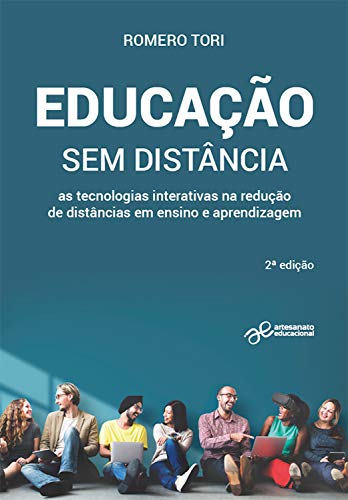 ROMERO TORI
EDUCAÇÃO
SEM DISTÂNCIA
as tecnologias interativas na redução
de distâncias em ensino e aprendizagem
2ª edição
artesanato
educacional